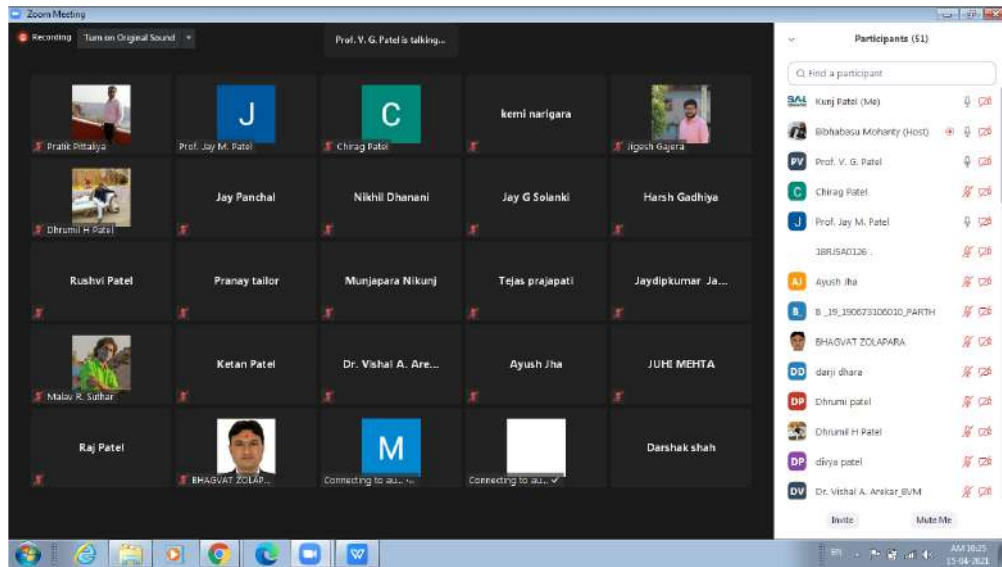 Zoom Meeting
Recording Turn on Original Sound
Prof. V. G. Patel is talking...
Pratik Pittaliya
J
Prof. Jay M. Patel
C
Chirag Patel
kemi narigara
Jigesh Gajera
Dhrumil H Patel
Jay Panchal
Nikhil Dhanani
Jay G Solanki
Harsh Gadhiya
Rushvi Patel
Pranay tailor
Munjapara Nikunj
Tejas prajapati
Jaydipkumar Ja...
Malav R. Suthar
Ketan Patel
Dr. Vishal A. Are...
Ayush Jha
JUHI MEHTA
Raj Patel
BHAGVAT ZOLAP...
M
Connecting to au...
Connecting to au...
Darshak shah
Participants (51)
Find a participant
SAL Kunj Patel (Me)
Bibhabasu Mohanty (Host)
PV Prof. V. G. Patel
C Chirag Patel
J Prof. Jay M. Patel
18RJSA0126 .
AJ Ayush Jha
B_ B _19_190673106010_PARTH
BHAGVAT ZOLAPARA
DD darji dhara
DP Dhrumi patel
Dhrumil H Patel
DP divya patel
DV Dr. Vishal A. Arekar_BVM
Invite Mute Me
EN
AM 10:25
15-04-2021